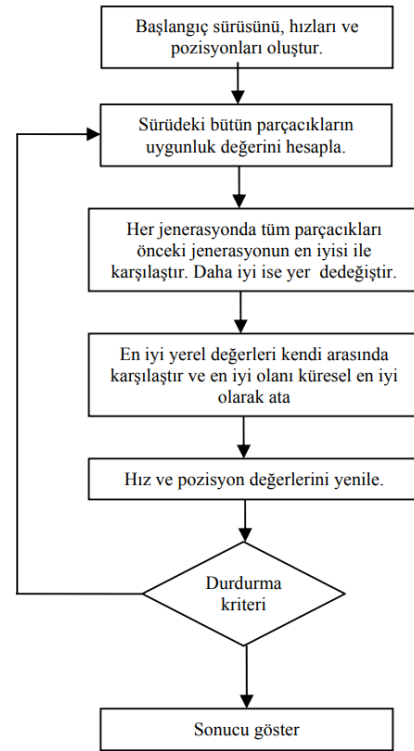 Başlangıç sürüsünü, hızları ve
pozisyonları oluştur.
Sürüdeki bütün parçacıkların
uygunluk değerini hesapla.
Her jenerasyonda tüm parçacıkları
önceki jenerasyonun en iyisi ile
karşılaştır. Daha iyi ise yer dedeğiştir.
En iyi yerel değerleri kendi arasında
karşılaştır ve en iyi olanı küresel en iyi
olarak ata
Hız ve pozisyon değerlerini yenile.
Durdurma
kriteri
Sonucu göster